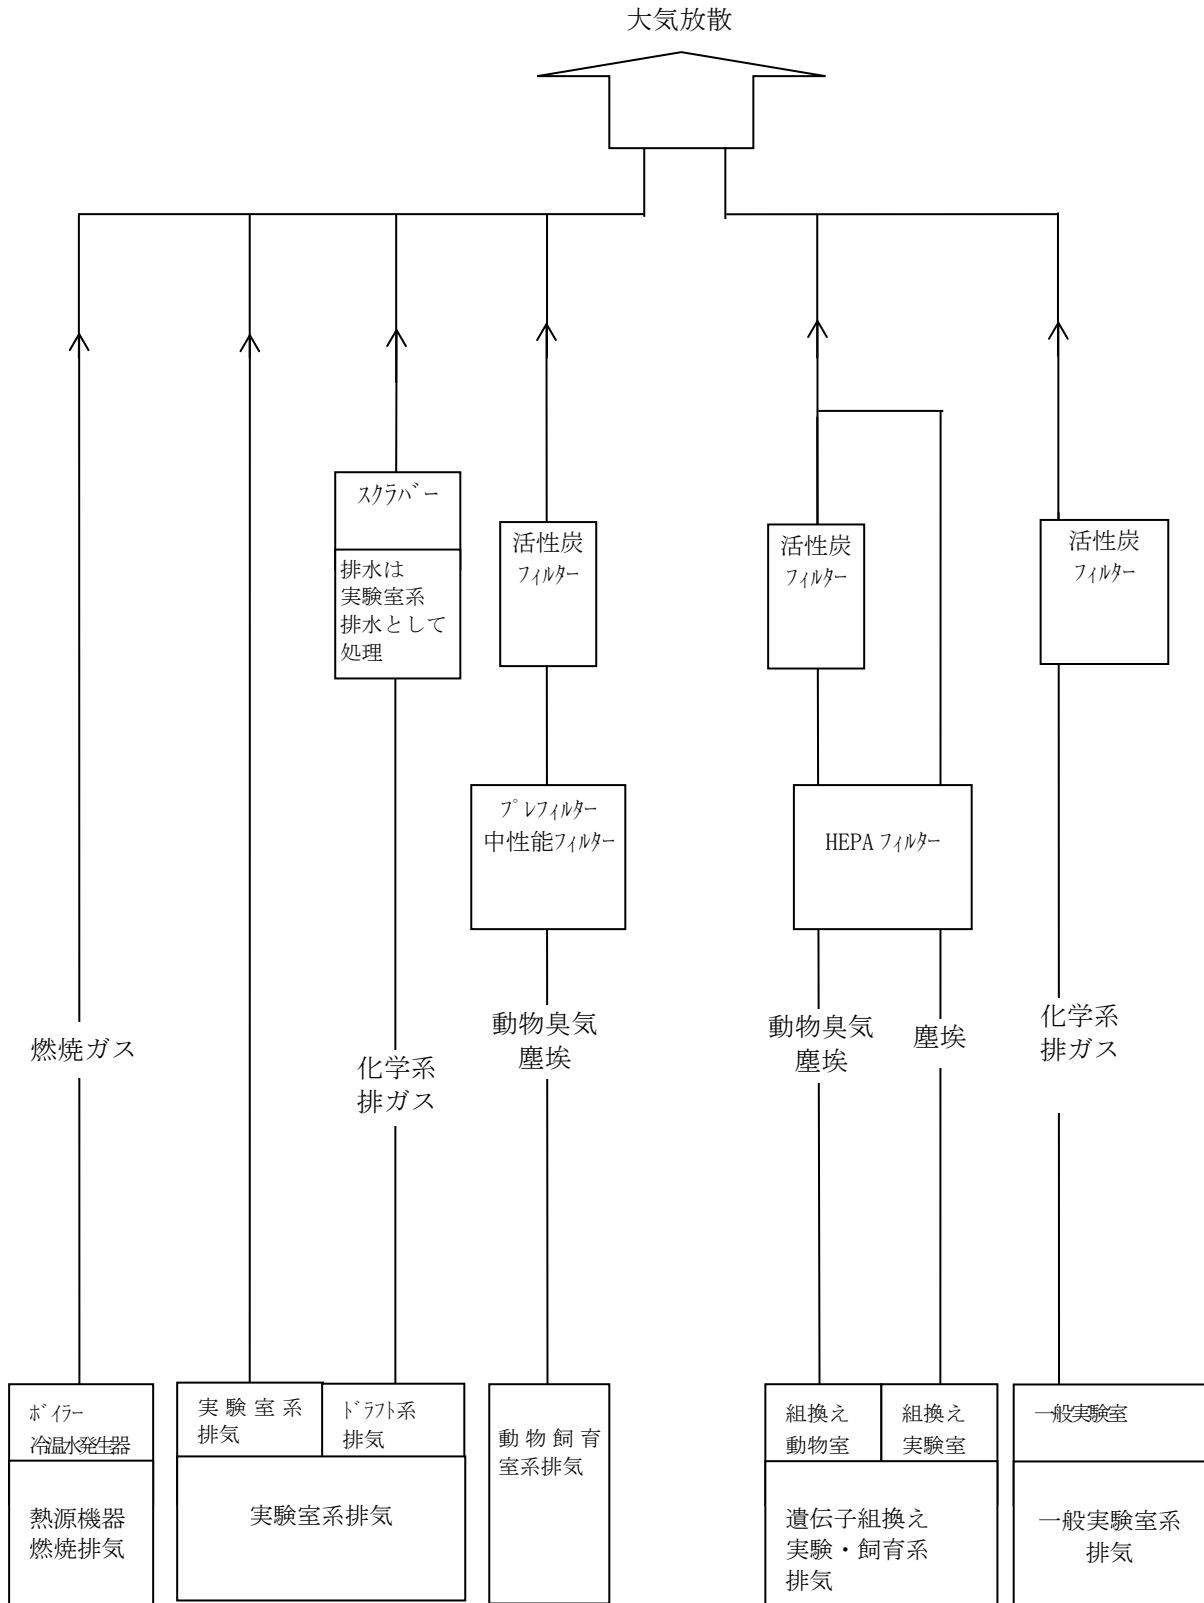 大気放散
スクラバー
排水は
実験室系
排水として
処理
活性炭
フィルター
活性炭
フィルター
活性炭
フィルター
プレフィルター
中性能フィルター
HEPA フィルター
燃焼ガス
化学系
排ガス
動物臭気
塵埃
動物臭気
塵埃
塵埃
化学系
排ガス
ボイラー
冷温水発生器
熱源機器
燃焼排気
実験室系
排気
ドラフト系
排気
実験室系排気
動物飼育
室系排気
組換え
動物室
組換え
実験室
遺伝子組換え
実験・飼育系
排気
一般実験室
一般実験室系
排気